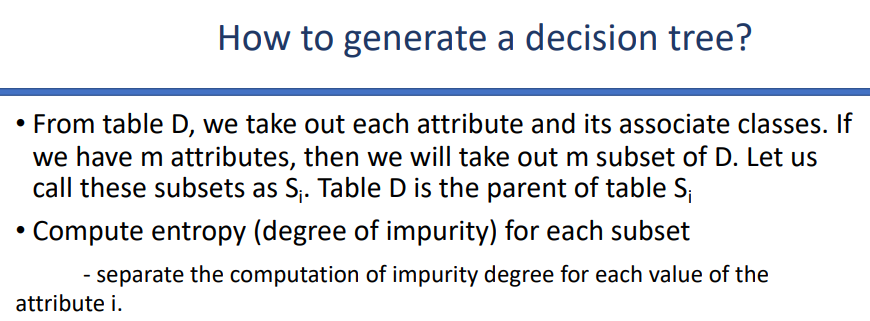 How to generate a decision tree?
• From table D, we take out each attribute and its associate classes. If
we have m attributes, then we will take out m subset of D. Let us
call these subsets as Sᵢ. Table D is the parent of table Sᵢ
• Compute entropy (degree of impurity) for each subset
- separate the computation of impurity degree for each value of the
attribute i.